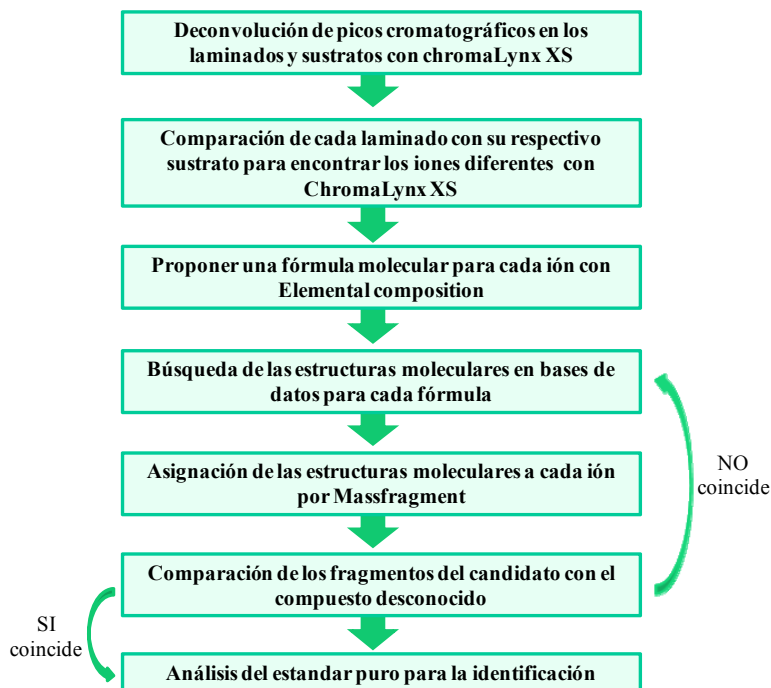 Deconvolución de picos cromatográficos en los
laminados y sustratos con chromaLynx XS
Comparación de cada laminado con su respectivo
sustrato para encontrar los iones diferentes con
ChromaLynx XS
Proponer una fórmula molecular para cada ión con
Elemental composition
Búsqueda de las estructuras moleculares en bases de
datos para cada fórmula
Asignación de las estructuras moleculares a cada ión
por Massfragment
NO
coincide
Comparación de los fragmentos del candidato con el
compuesto desconocido
SI
coincide
Análisis del estandar puro para la identificación